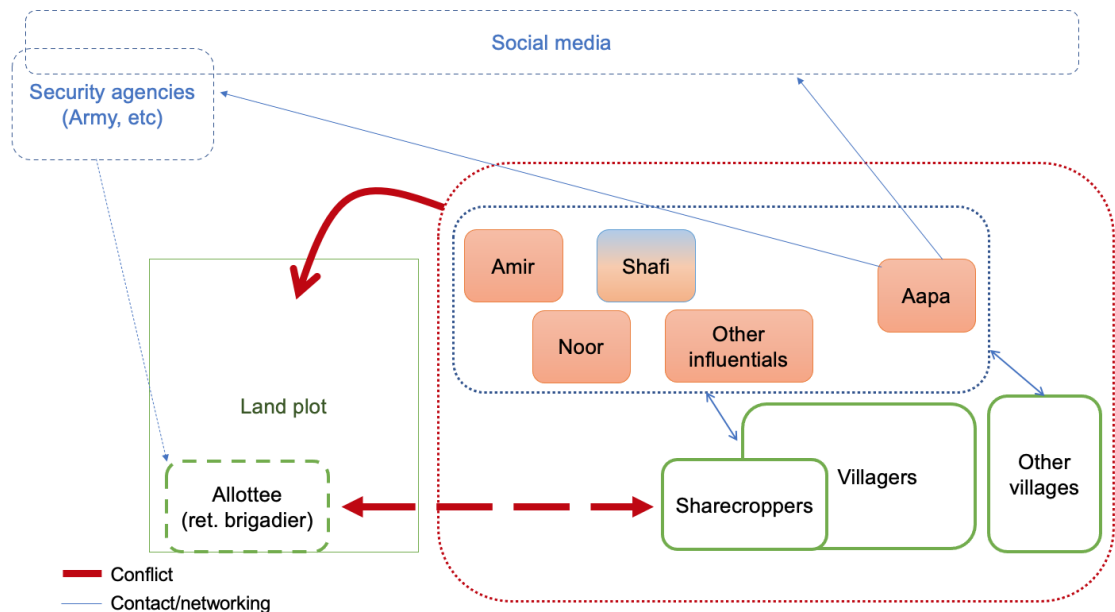 Social media
Security agencies
(Army, etc)
Amir
Shafi
Aapa
Noor
Other
influentials
Land plot
Allottee
(ret. brigadier)
Sharecroppers
Villagers
Other
villages
Conflict
Contact/networking